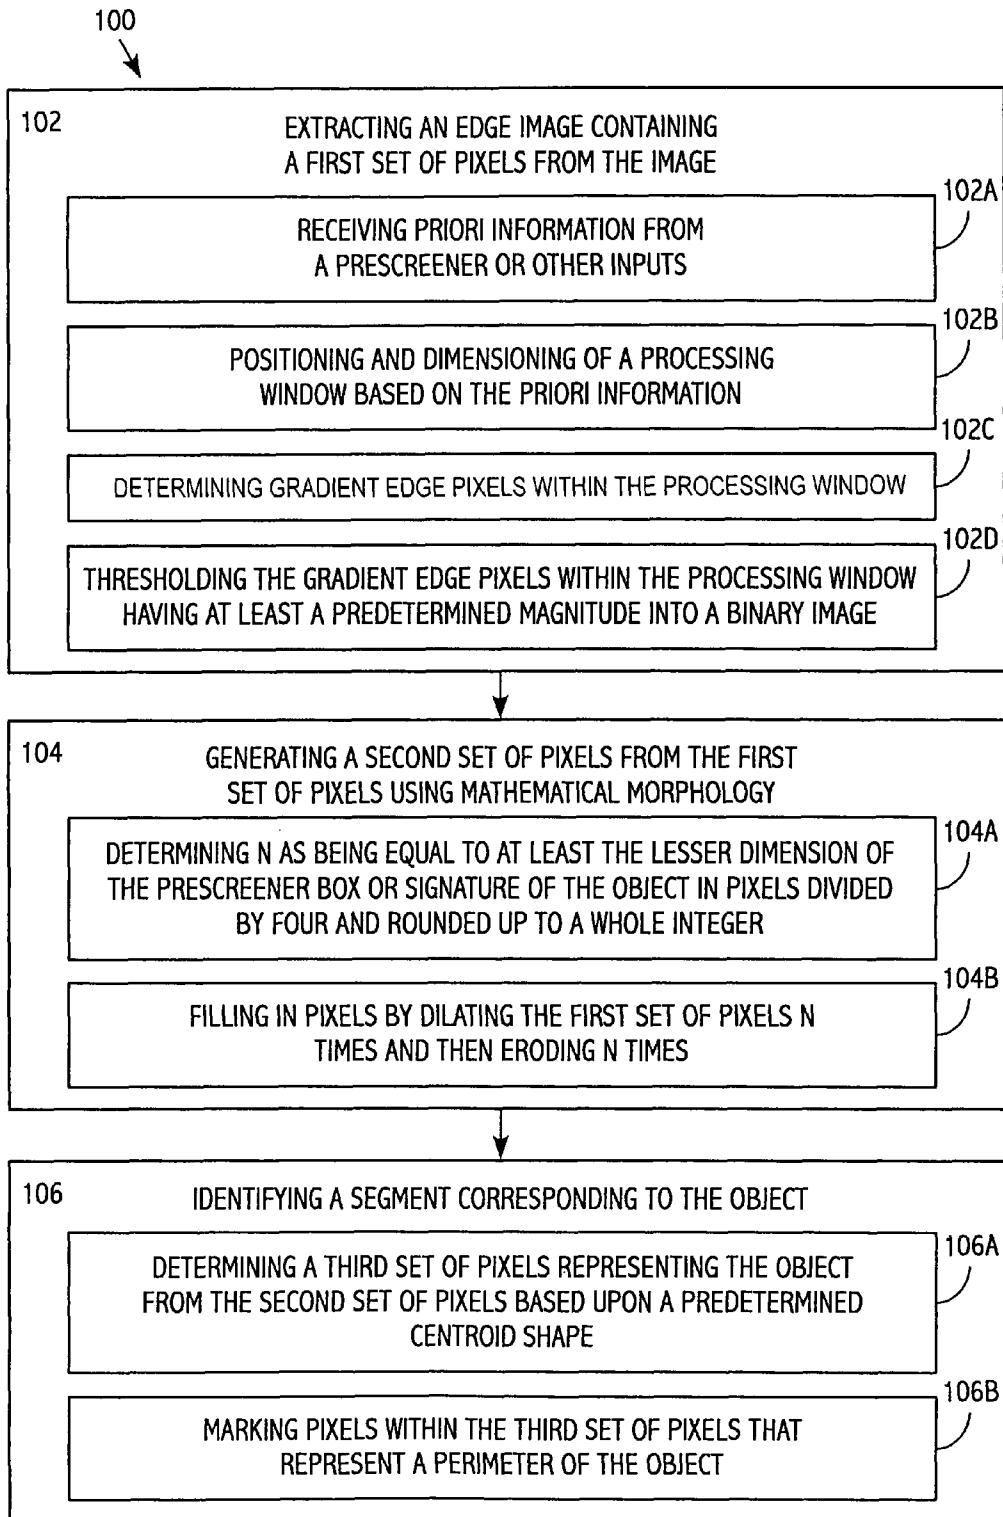 100
102
EXTRACTING AN EDGE IMAGE CONTAINING
A FIRST SET OF PIXELS FROM THE IMAGE
102A
RECEIVING PRIORI INFORMATION FROM
A PRESCREENER OR OTHER INPUTS
102B
POSITIONING AND DIMENSIONING OF A PROCESSING
WINDOW BASED ON THE PRIORI INFORMATION
102C
DETERMINING GRADIENT EDGE PIXELS WITHIN THE PROCESSING WINDOW
102D
THRESHOLDING THE GRADIENT EDGE PIXELS WITHIN THE PROCESSING WINDOW
HAVING AT LEAST A PREDETERMINED MAGNITUDE INTO A BINARY IMAGE
104
GENERATING A SECOND SET OF PIXELS FROM THE FIRST
SET OF PIXELS USING MATHEMATICAL MORPHOLOGY
104A
DETERMINING N AS BEING EQUAL TO AT LEAST THE LESSER DIMENSION OF
THE PRESCREENER BOX OR SIGNATURE OF THE OBJECT IN PIXELS DIVIDED
BY FOUR AND ROUNDED UP TO A WHOLE INTEGER
104B
FILLING IN PIXELS BY DILATING THE FIRST SET OF PIXELS N
TIMES AND THEN ERODING N TIMES
106
IDENTIFYING A SEGMENT CORRESPONDING TO THE OBJECT
106A
DETERMINING A THIRD SET OF PIXELS REPRESENTING THE OBJECT
FROM THE SECOND SET OF PIXELS BASED UPON A PREDETERMINED
CENTROID SHAPE
106B
MARKING PIXELS WITHIN THE THIRD SET OF PIXELS THAT
REPRESENT A PERIMETER OF THE OBJECT